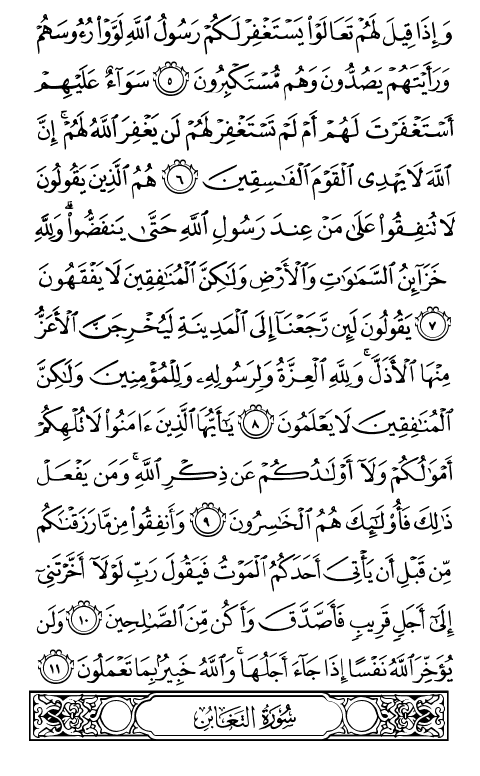 وَإِذَا قِيلَ لَهُمۡ تَعَالَوۡاْ يَسۡتَغۡفِرۡ لَكُمۡ رَسُولُ ٱللَّهِ لَوَّوۡاْ رُءُوسَهُمۡ
وَرَأَيۡتَهُمۡ يَصُدُّونَ وَهُم مُّسۡتَكۡبِرُونَ ٥ سَوَآءٌ عَلَيۡهِمۡ
أَسۡتَغۡفَرۡتَ لَهُمۡ أَمۡ لَمۡ تَسۡتَغۡفِرۡ لَهُمۡ لَن يَغۡفِرَ ٱللَّهُ لَهُمۡۚ إِنَّ
ٱللَّهَ لَا يَهۡدِى ٱلۡقَوۡمَ ٱلۡفَٰسِقِينَ ٦ هُمُ ٱلَّذِينَ يَقُولُونَ
لَا تُنفِقُواْ عَلَىٰ مَنۡ عِندَ رَسُولِ ٱللَّهِ حَتَّىٰ يَنفَضُّواْۗ وَلِلَّهِ
خَزَآئِنُ ٱلسَّمَٰوَٰتِ وَٱلۡأَرۡضِ وَلَٰكِنَّ ٱلۡمُنَٰفِقِينَ لَا يَفۡقَهُونَ
٧ يَقُولُونَ لَئِن رَّجَعۡنَآ إِلَى ٱلۡمَدِينَةِ لَيُخۡرِجَنَّ ٱلۡأَعَزُّ
مِنۡهَا ٱلۡأَذَلَّۚ وَلِلَّهِ ٱلۡعِزَّةُ وَلِرَسُولِهِۦ وَلِلۡمُؤۡمِنِينَ وَلَٰكِنَّ
ٱلۡمُنَٰفِقِينَ لَا يَعۡلَمُونَ ٨ يَٰٓأَيُّهَا ٱلَّذِينَ ءَامَنُواْ لَا تُلۡهِكُمۡ
أَمۡوَٰلُكُمۡ وَلَآ أَوۡلَٰدُكُمۡ عَن ذِكۡرِ ٱللَّهِۚ وَمَن يَفۡعَلۡ
ذَٰلِكَ فَأُوْلَٰٓئِكَ هُمُ ٱلۡخَٰسِرُونَ ٩ وَأَنفِقُواْ مِن مَّا رَزَقۡنَٰكُم
مِّن قَبۡلِ أَن يَأۡتِىَ أَحَدَكُمُ ٱلۡمَوۡتُ فَيَقُولَ رَبِّ لَوۡلَآ أَخَّرۡتَنِىٓ
إِلَىٰٓ أَجَلٍ قَرِيبٍ فَأَصَّدَّقَ وَأَكُن مِّنَ ٱلصَّٰلِحِينَ ١٠ وَلَن
يُؤَخِّرَ ٱللَّهُ نَفۡسًا إِذَا جَآءَ أَجَلُهَاۚ وَٱللَّهُ خَبِيرٌۢ بِمَا تَعۡمَلُونَ ١١
سُورَةُ التَّغَابُنِ